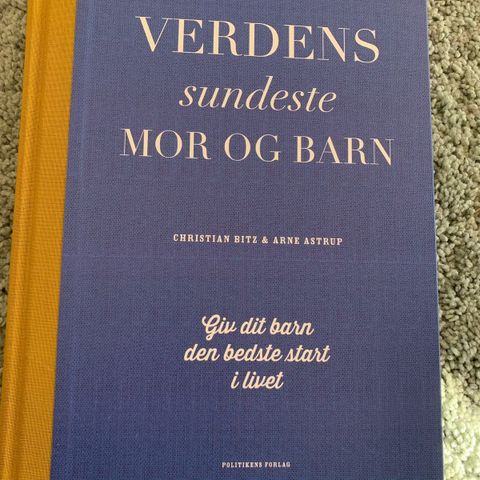 VERDENS
sundeste
MOR OG BARN
CHRISTIAN BITZ & ARNE ASTRUP
Giv dit barn
den bedste start
i livet
POLITIKENS FORLAG